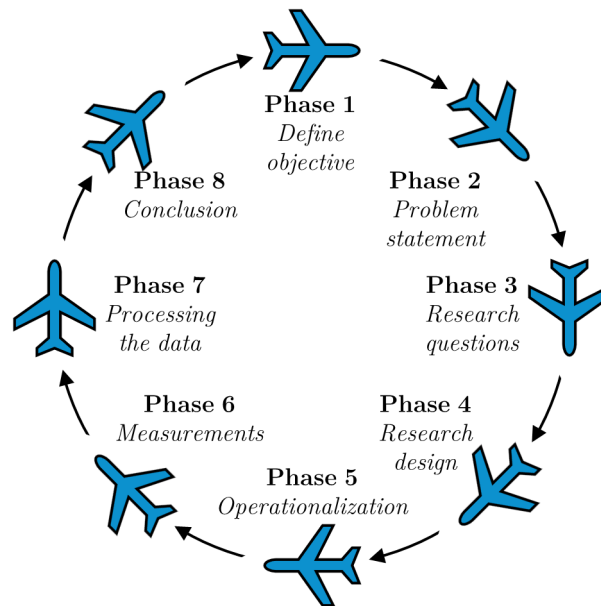 Phase 1
Define
objective
Phase 2
Problem
statement
Phase 3
Research
questions
Phase 4
Research
design
Phase 5
Operationalization
Phase 6
Measurements
Phase 7
Processing
the data
Phase 8
Conclusion